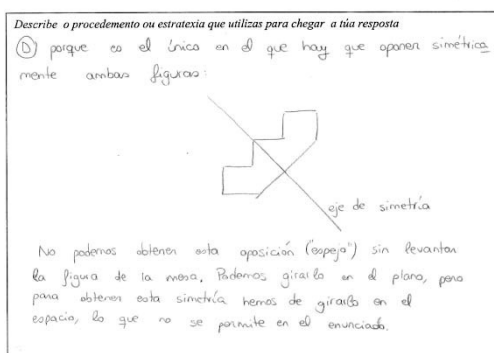 Describe o procedemento ou estratexia que utilizas para chegar a túa resposta
D porque es el único en el que hay que oponer simétrica
mente ambas figuras:
eje de simetría
No podemos obtener esta oposición ("espejo") sin levantar
la figura de la mesa. Podemos girarlo en el plano, pero
para obtener esta simetría hemos de girarlo en el
espacio, lo que no se permite en el enunciado.